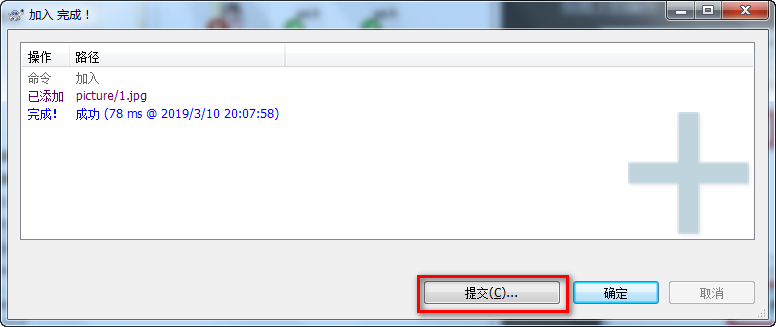 加入 完成！
操作 路径
命令 加入
已添加 picture/1.jpg
完成! 成功 (78 ms @ 2019/3/10 20:07:58)
提交(C)... 确定 取消